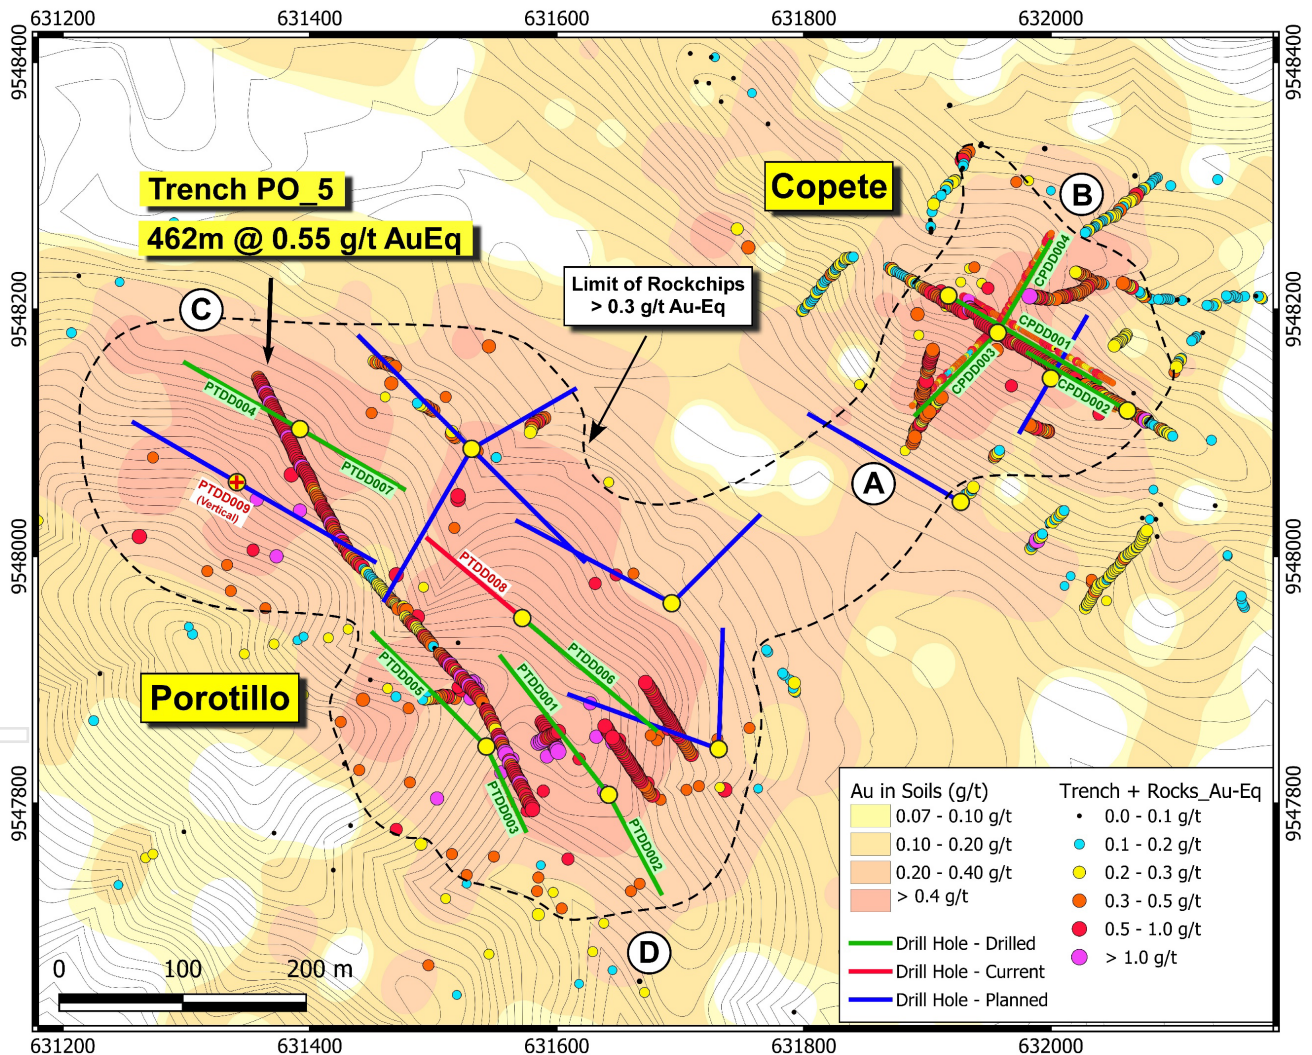 631200
631400
631600
631800
632000
9548400
9548400
Trench PO_5
462m @ 0.55 g/t AuEq
Copete
B
CPDD004
9548200
9548200
Limit of Rockchips
> 0.3 g/t Au-Eq
C
CPDD001
CPDD003
CPDD002
PTDD004
PTDD007
A
PTDD009
(Vertical)
9548000
9548000
PTDD008
PTDD005
PTDD006
PTDD001
Porotillo
9547800
9547800
PTDD003
PTDD002
D
Au in Soils (g/t)
0.07 - 0.10 g/t
0.10 - 0.20 g/t
0.20 - 0.40 g/t
> 0.4 g/t
Drill Hole - Drilled
Drill Hole - Current
Drill Hole - Planned
Trench + Rocks_Au-Eq
0.0 - 0.1 g/t
0.1 - 0.2 g/t
0.2 - 0.3 g/t
0.3 - 0.5 g/t
0.5 - 1.0 g/t
> 1.0 g/t
0 100 200 m
631200
631400
631600
631800
632000